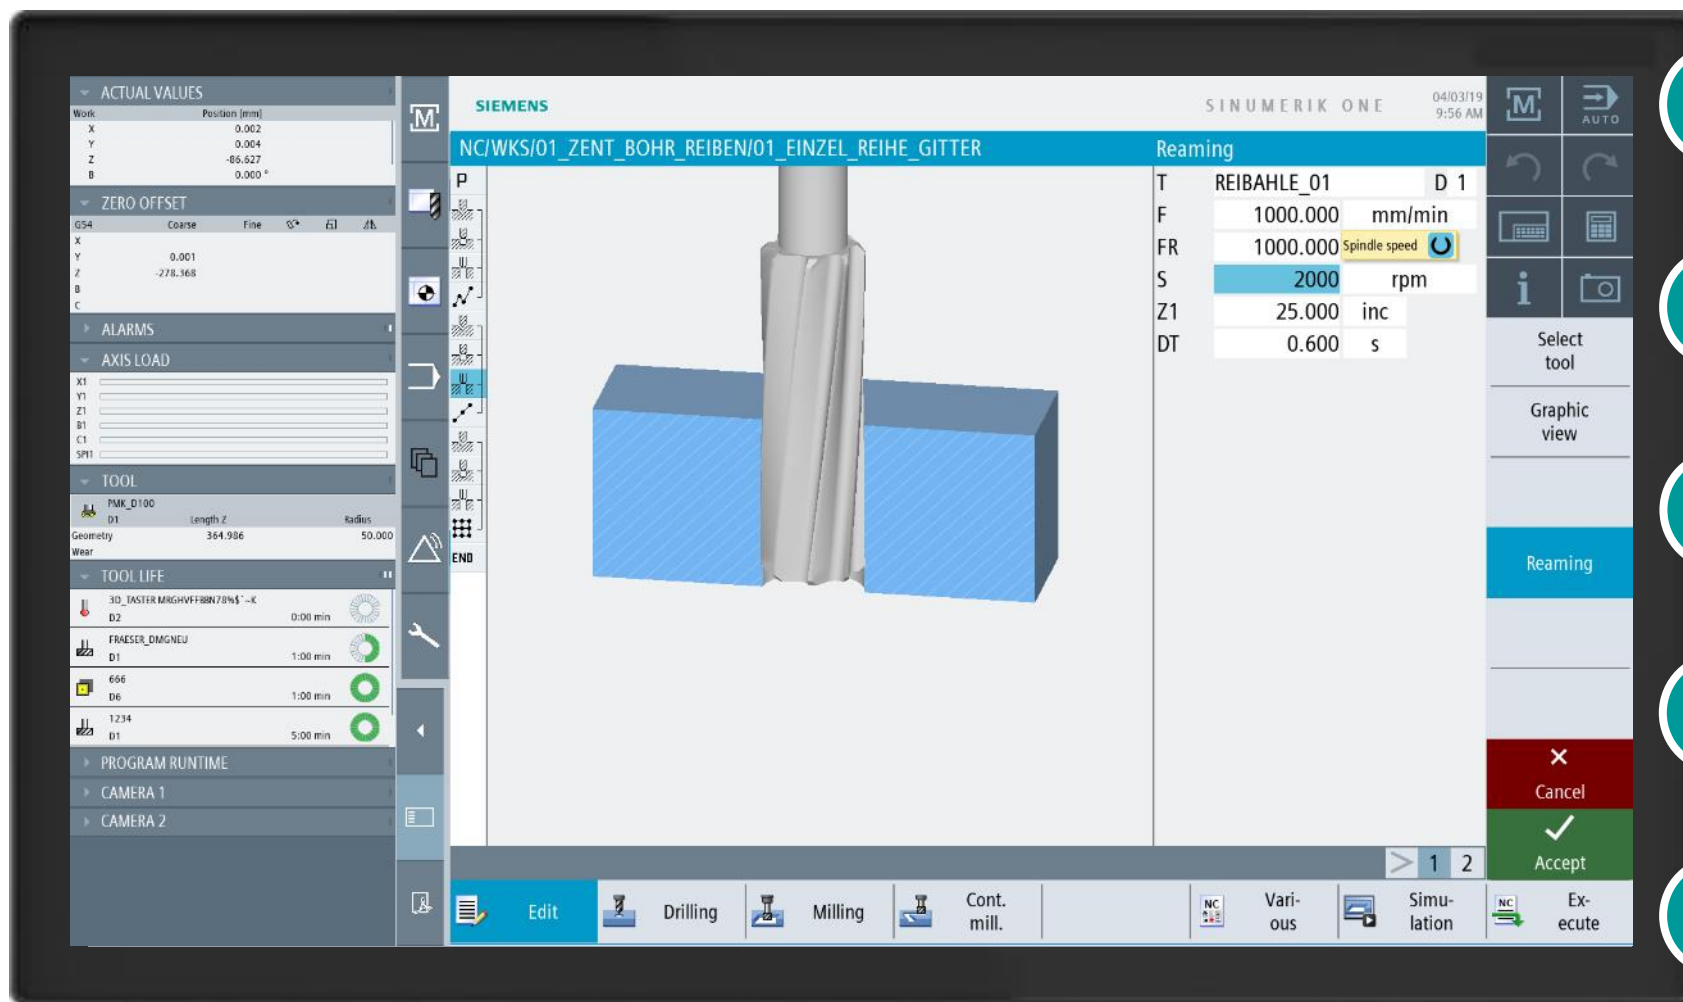 ACTUAL VALUES
Work Position [mm]
X 0.002
Y 0.004
Z -86.627
B 0.000 °
ZERO OFFSET
G54 Coarse Fine
X
Y 0.001
Z -278.368
B
C
ALARMS
AXIS LOAD
X1
Y1
Z1
B1
C1
SPI1
TOOL
PMK_D100
D1 Length Z Radius
Geometry 364.986 50.000
Wear
TOOL LIFE
D2 0:00 min
FRAESER_DMGNEU
D1 1:00 min
666
D6 1:00 min
1234
D1 5:00 min
PROGRAM RUNTIME
CAMERA 1
CAMERA 2
M
SIEMENS
SINUMERIK ONE
04/03/19
9:56 AM
NC/WKS/01_ZENT_BOHR_REIBEN/01_EINZEL_REIHE_GITTER
P
END
Reaming
T REIBAHLE_01 D 1
F 1000.000 mm/min
FR 1000.000 Spindle speed
S 2000 rpm
Z1 25.000 inc
DT 0.600 s
> 1 2
M
AUTO
i
Select
tool
Graphic
view
Reaming
Cancel
Accept
Edit
Drilling
Milling
Cont.
mill.
NC
Vari-
ous
Simu-
lation
NC
Ex-
ecute